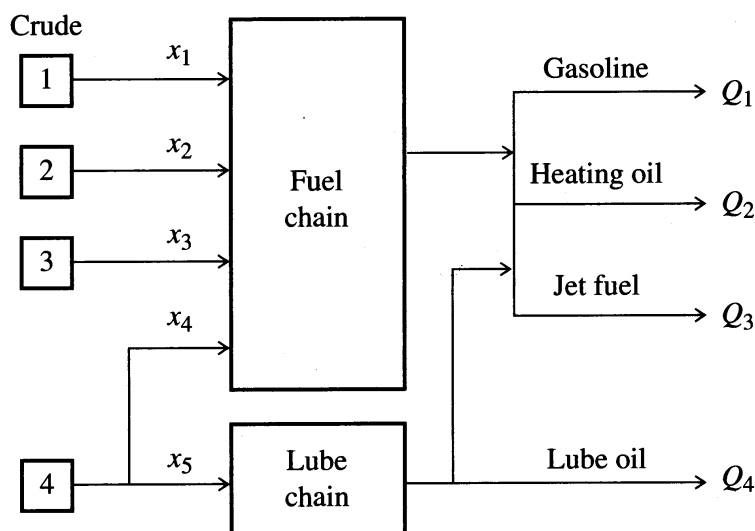 Crude
1
x1
Gasoline
Q1
2
x2
Fuel
chain
Heating oil
Q2
3
x3
Jet fuel
Q3
x4
4
x5
Lube
chain
Lube oil
Q4